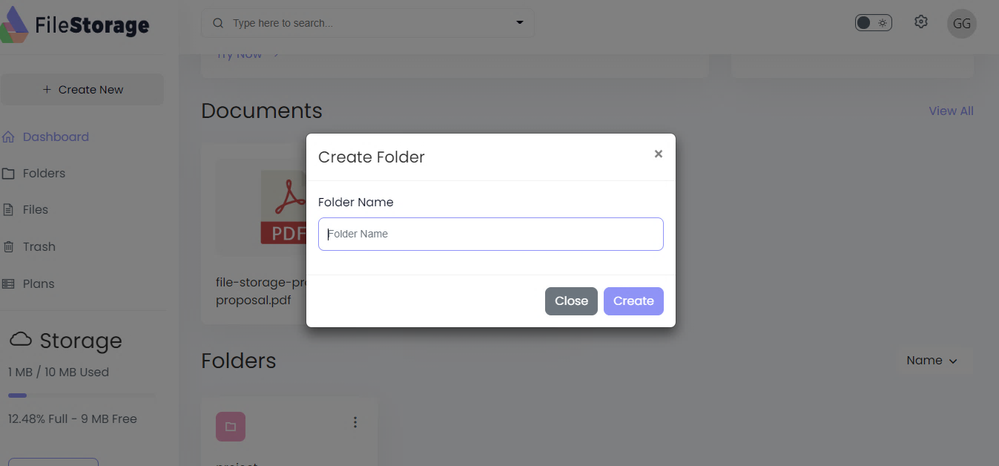 FileStorage
Type here to search...
GG
Try Now
+ Create New
Dashboard
Folders
Files
Trash
Plans
Storage
1 MB / 10 MB Used
12.48% Full - 9 MB Free
Documents
View All
PDF
file-storage-pr
proposal.pdf
Create Folder
×
Folder Name
Folder Name
Close
Create
Folders
Name
project